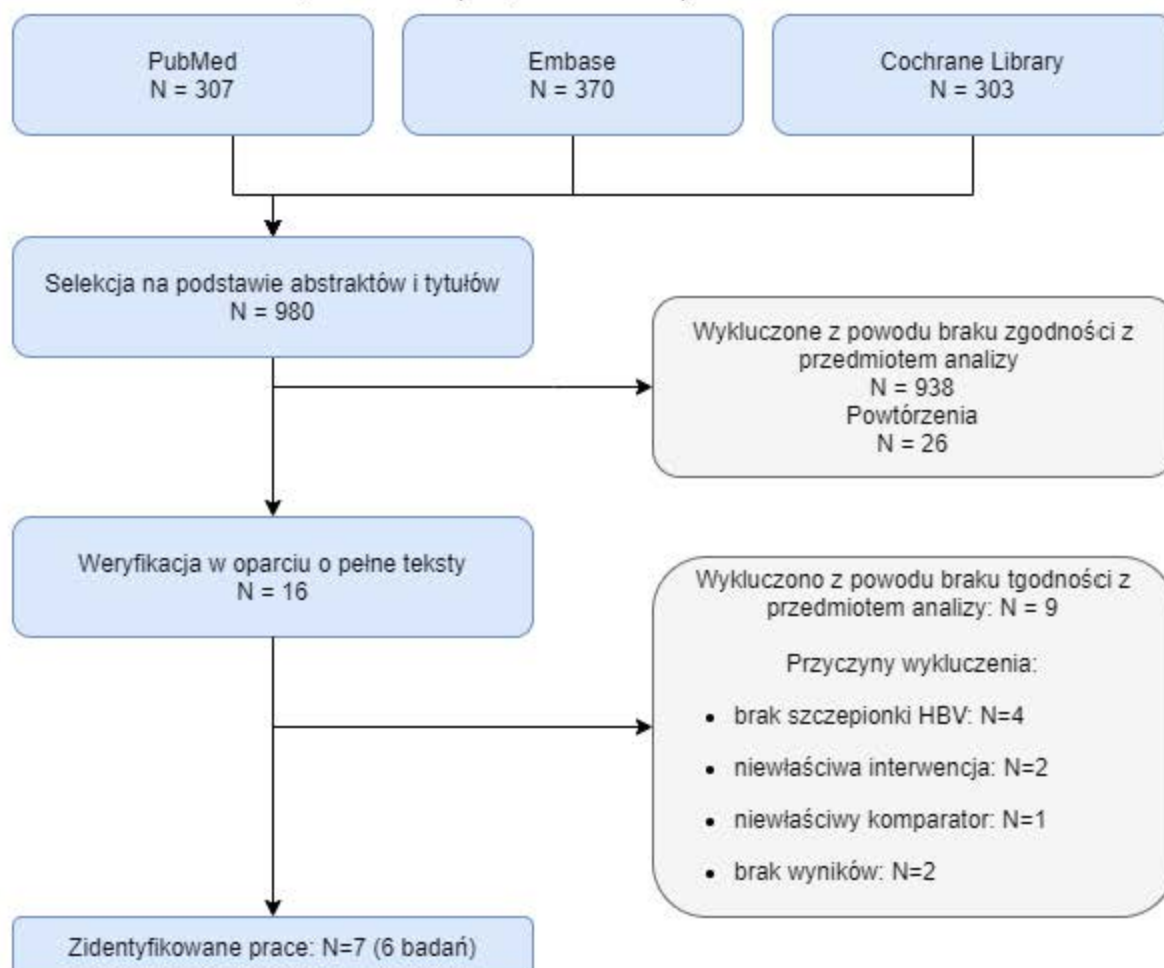 PubMed
N = 307
Embase
N = 370
Cochrane Library
N = 303
Selekcja na podstawie abstraktów i tytułów
N = 980
Wykluczone z powodu braku zgodności z
przedmiotem analizy
N = 938
Powtórzenia
N = 26
Weryfikacja w oparciu o pełne teksty
N = 16
Wykluczono z powodu braku tgodności z
przedmiotem analizy: N = 9
Przyczyny wykluczenia:
• brak szczepionki HBV: N=4
• niewłaściwa interwencja: N=2
• niewłaściwy komparator: N=1
• brak wyników: N=2
Zidentyfikowane prace: N=7 (6 badań)